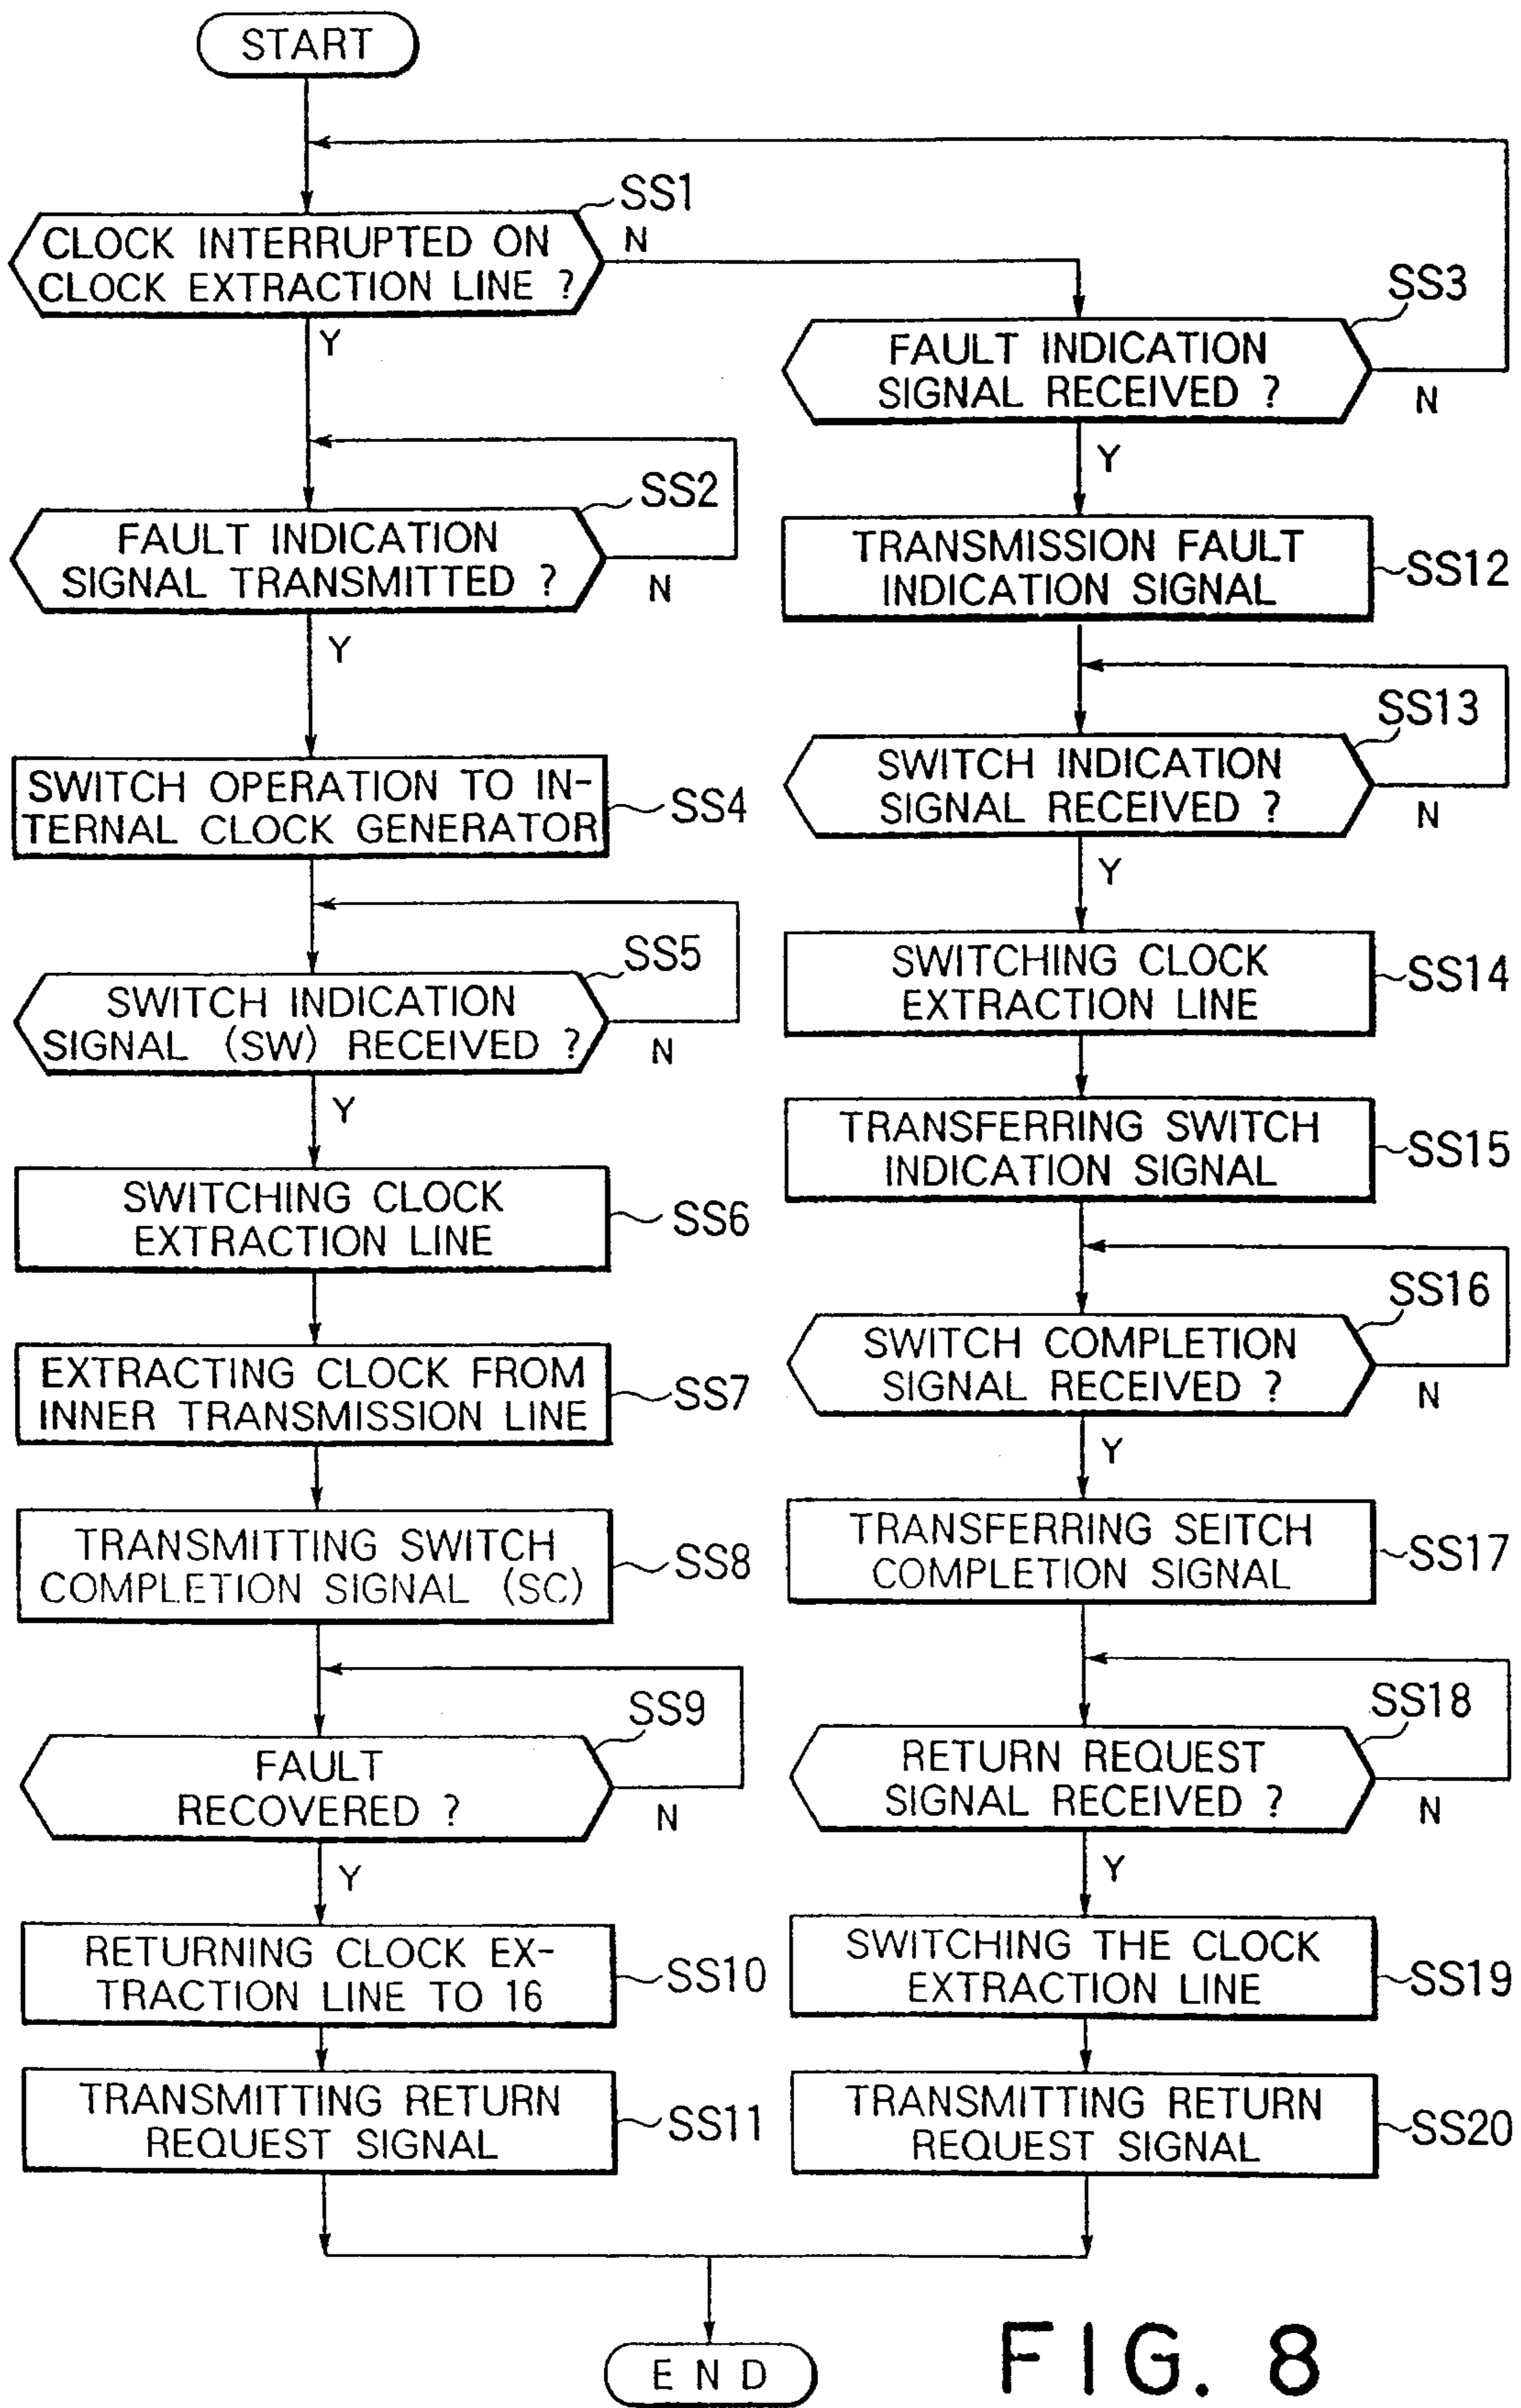 START
SS1
CLOCK INTERRUPTED ON
CLOCK EXTRACTION LINE ?
N
Y
SS2
FAULT INDICATION
SIGNAL TRANSMITTED ?
N
Y
SWITCH OPERATION TO IN-
TERNAL CLOCK GENERATOR
SS4
SS5
SWITCH INDICATION
SIGNAL (SW) RECEIVED ?
N
Y
SWITCHING CLOCK
EXTRACTION LINE
SS6
EXTRACTING CLOCK FROM
INNER TRANSMISSION LINE
SS7
TRANSMITTING SWITCH
COMPLETION SIGNAL (SC)
SS8
SS9
FAULT
RECOVERED ?
N
Y
RETURNING CLOCK EX-
TRACTION LINE TO 16
SS10
TRANSMITTING RETURN
REQUEST SIGNAL
SS11
SS3
FAULT INDICATION
SIGNAL RECEIVED ?
N
Y
TRANSMISSION FAULT
INDICATION SIGNAL
SS12
SS13
SWITCH INDICATION
SIGNAL RECEIVED ?
N
Y
SWITCHING CLOCK
EXTRACTION LINE
SS14
TRANSFERRING SWITCH
INDICATION SIGNAL
SS15
SS16
SWITCH COMPLETION
SIGNAL RECEIVED ?
N
Y
TRANSFERRING SEITCH
COMPLETION SIGNAL
SS17
SS18
RETURN REQUEST
SIGNAL RECEIVED ?
N
Y
SWITCHING THE CLOCK
EXTRACTION LINE
SS19
TRANSMITTING RETURN
REQUEST SIGNAL
SS20
END
FIG. 8